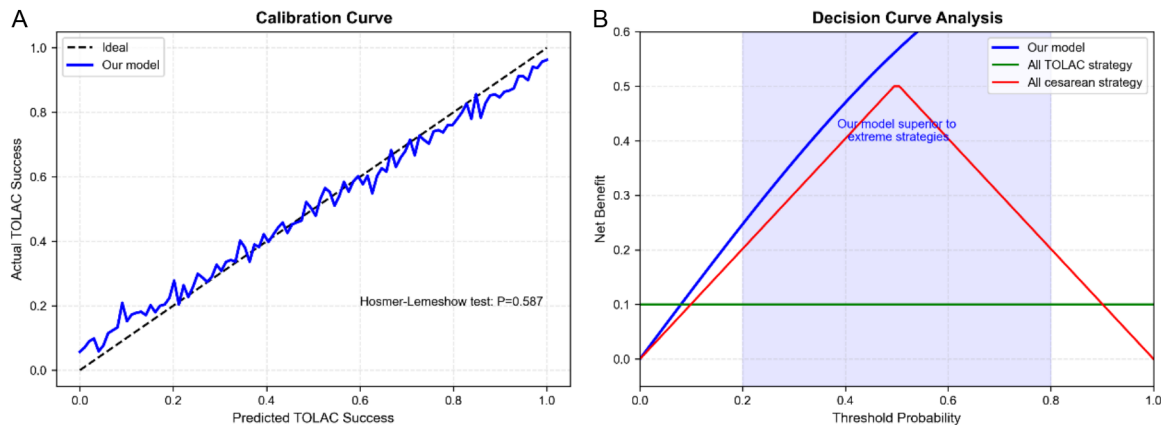 A
Calibration Curve
Ideal
Our model
Actual TOLAC Success
1.0
0.8
0.6
0.4
0.2
0.0
Hosmer-Lemeshow test: P=0.587
0.0 0.2 0.4 0.6 0.8 1.0
Predicted TOLAC Success
B
Decision Curve Analysis
Our model
All TOLAC strategy
All cesarean strategy
Net Benefit
0.6
0.5
0.4
0.3
0.2
0.1
0.0
Our model superior to
extreme strategies
0.0 0.2 0.4 0.6 0.8 1.0
Threshold Probability